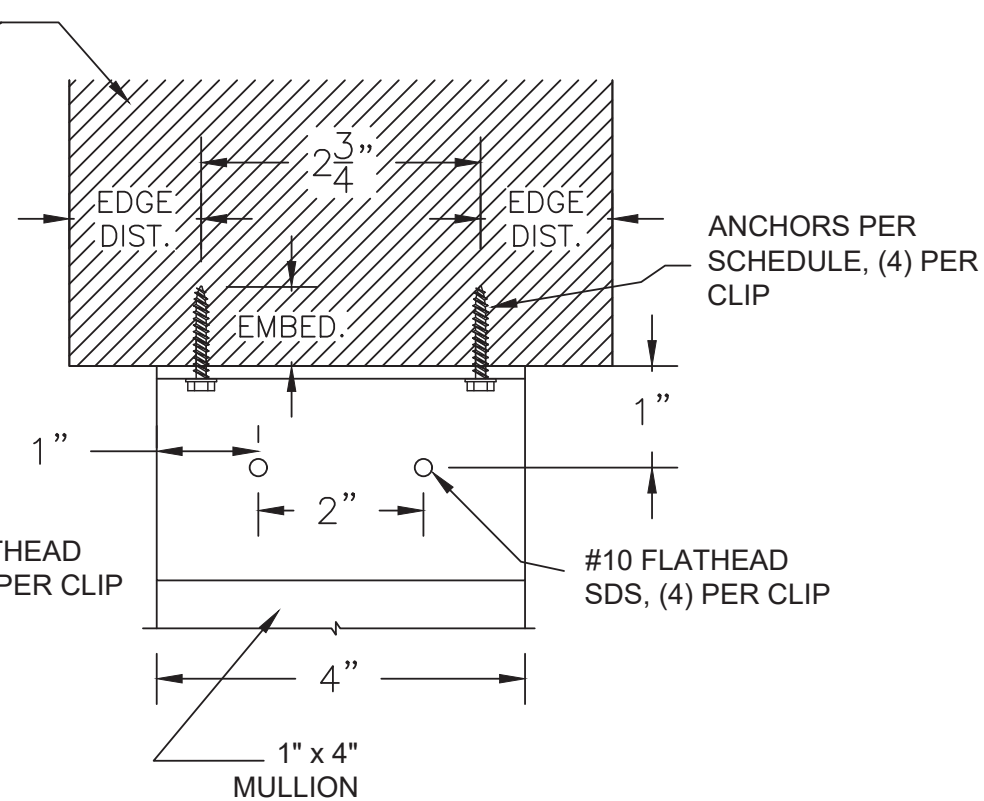 2 3/4”
EDGE
DIST.
EDGE
DIST.
ANCHORS PER
SCHEDULE, (4) PER
CLIP
EMBED.
1”
1”
2”
THEAD
PER CLIP
#10 FLATHEAD
SDS, (4) PER CLIP
4”
1" x 4"
MULLION